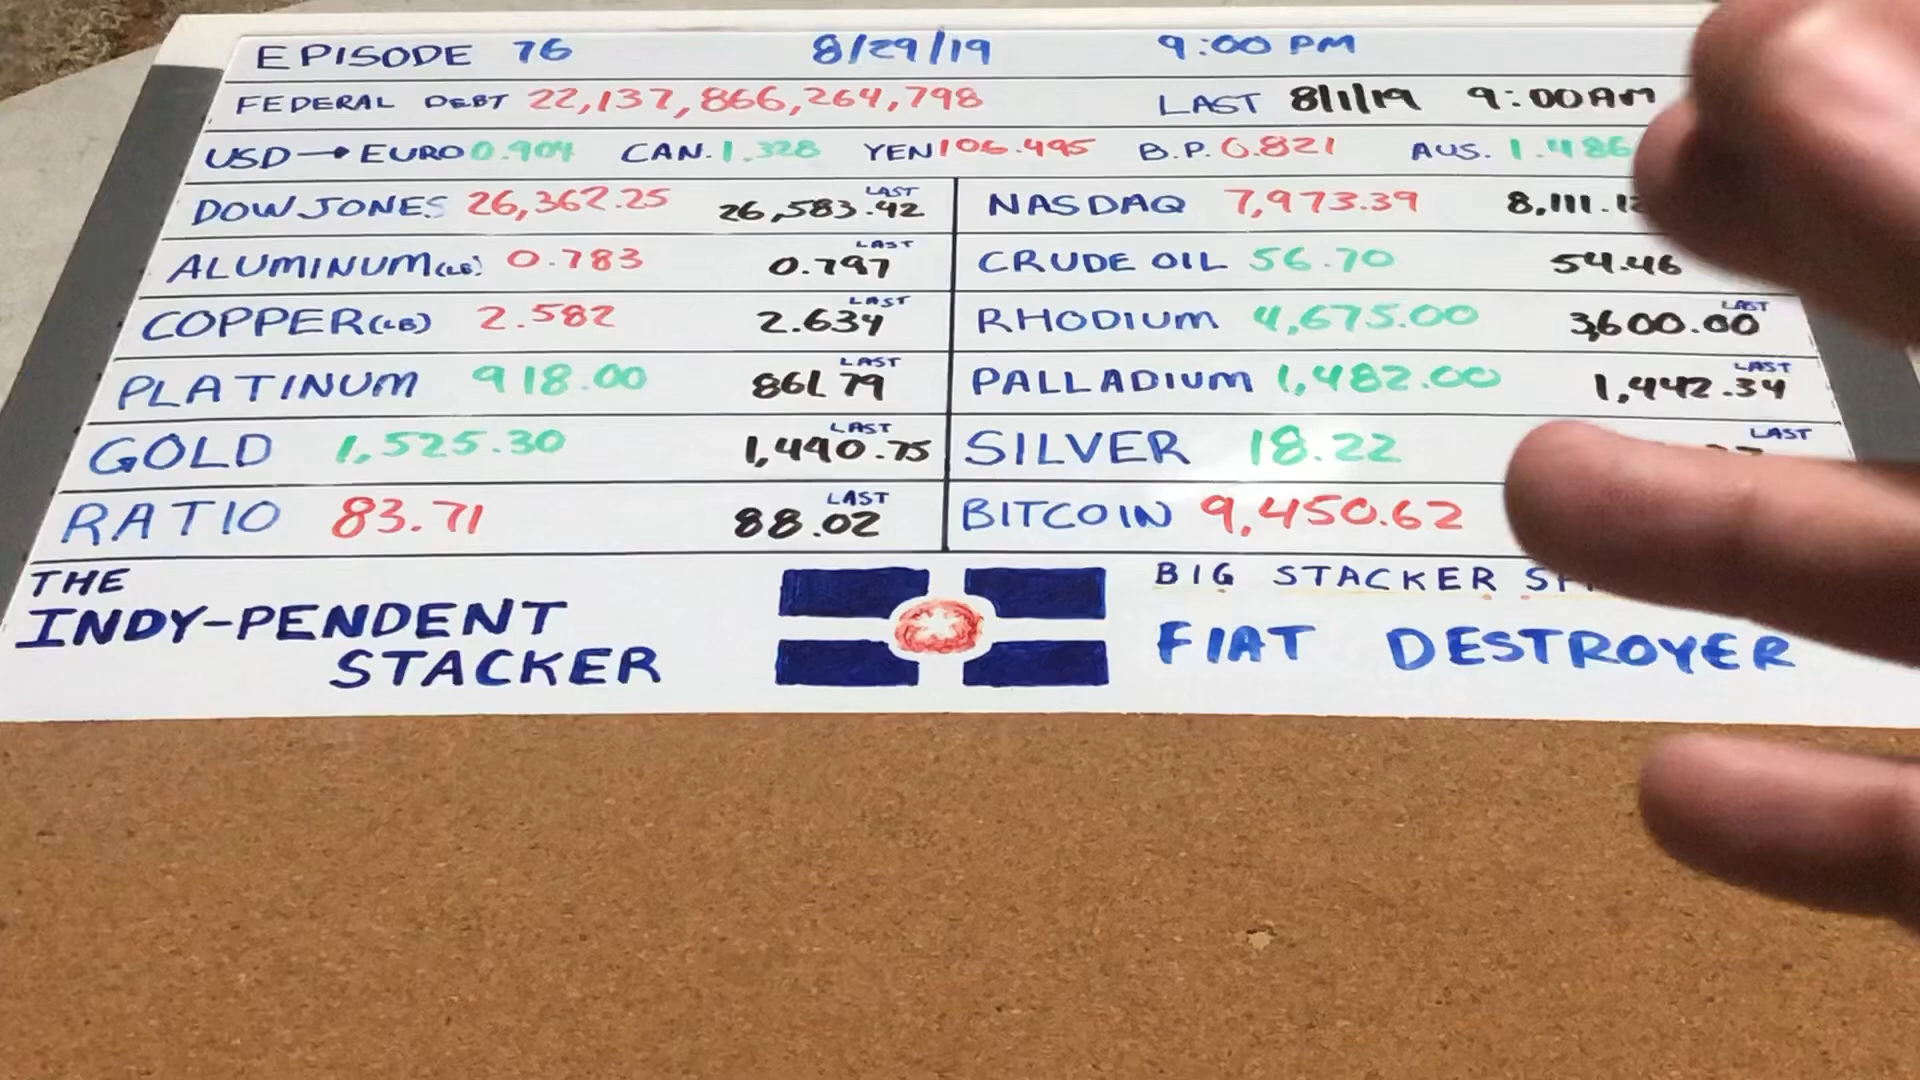 EPISODE 76 8/29/19 9:00 PM
FEDERAL DEBT 22,137,866,264,798 LAST 8/1/19 9:00AM
USD → EURO 0.904 CAN. 1.328 YEN 106.495 B.P. 0.821 AUS. 1.486
DOW JONES 26,362.25 LAST 26,583.42 NASDAQ 7,973.39
ALUMINUM (LB) 0.783 LAST 0.797 CRUDE OIL 56.70 54.46
COPPER (LB) 2.582 LAST 2.634 RHODIUM 4,675.00 LAST 3,600.00
PLATINUM 918.00 LAST 861.79 PALLADIUM 1,482.00 LAST 1,442.34
GOLD 1,525.30 LAST 1,440.75 SILVER 18.22 LAST
RATIO 83.71 LAST 88.02 BITCOIN 9,450.62
THE
INDY-PENDENT
STACKER
BIG STACKER
FIAT DESTROYER